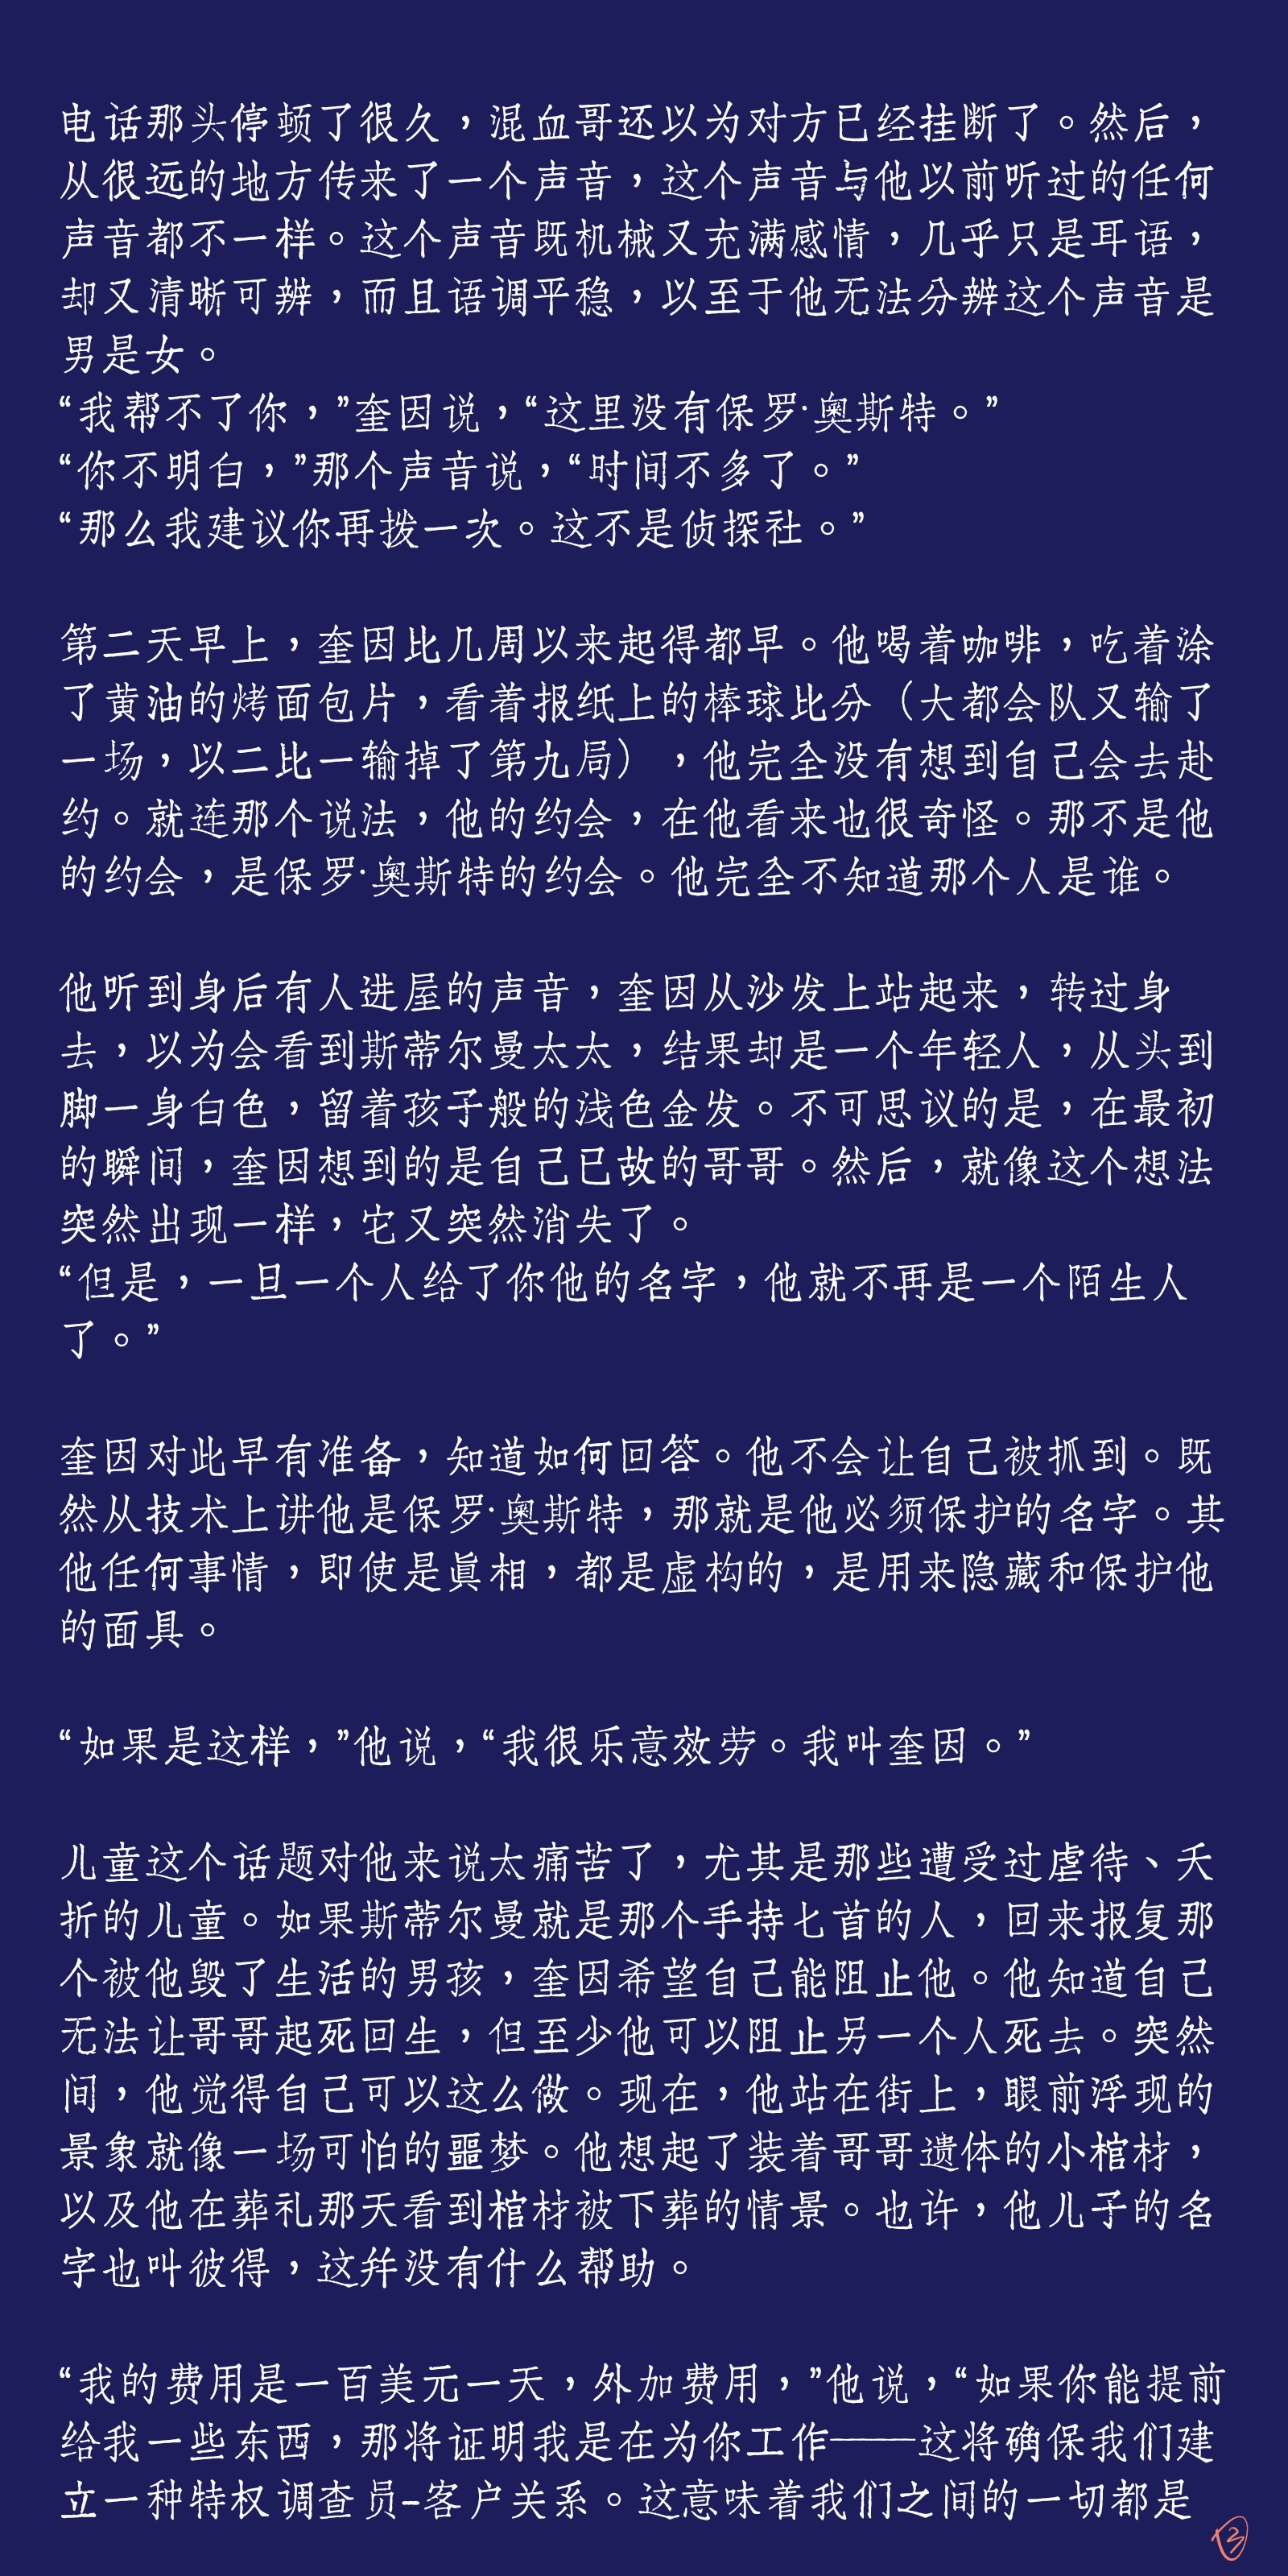 电话那头停顿了很久，混血哥还以为对方已经挂断了。然后，
从很远的地方传来了一个声音，这个声音与他以前听过的任何
声音都不一样。这个声音既机械又充满感情，几乎只是耳语，
却又清晰可辨，而且语调平稳，以至于他无法分辨这个声音是
男是女。
“我帮不了你，”奎因说，“这里没有保罗·奥斯特。”
“你不明白，”那个声音说，“时间不多了。”
“那么我建议你再拨一次。这不是侦探社。”
第二天早上，奎因比几周以来起得都早。他喝着咖啡，吃着涂
了黄油的烤面包片，看着报纸上的棒球比分（大都会队又输了
一场，以二比一输掉了第九局），他完全没有想到自己会去赴
约。就连那个说法，他的约会，在他看来也很奇怪。那不是他
的约会，是保罗·奥斯特的约会。他完全不知道那个人是谁。
他听到身后有人进屋的声音，奎因从沙发上站起来，转过身
去，以为会看到斯蒂尔曼太太，结果却是一个年轻人，从头到
脚一身白色，留着孩子般的浅色金发。不可思议的是，在最初
的瞬间，奎因想到的是自己已故的哥哥。然后，就像这个想法
突然出现一样，它又突然消失了。
“但是，一旦一个人给了你他的名字，他就不再是一个陌生人
了。”
奎因对此早有准备，知道如何回答。他不会让自己被抓到。既
然从技术上讲他是保罗·奥斯特，那就是他必须保护的名字。其
他任何事情，即使是真相，都是虚构的，是用来隐藏和保护他
的面具。
“如果是这样，”他说，“我很乐意效劳。我叫奎因。”
儿童这个话题对他来说太痛苦了，尤其是那些遭受过虐待、夭
折的儿童。如果斯蒂尔曼就是那个手持匕首的人，回来报复那
个被他毁了生活的男孩，奎因希望自己能阻止他。他知道自己
无法让哥哥起死回生，但至少他可以阻止另一个人死去。突然
间，他觉得自己可以这么做。现在，他站在街上，眼前浮现的
景象就像一场可怕的噩梦。他想起了装着哥哥遗体的小棺材，
以及他在葬礼那天看到棺材被下葬的情景。也许，他儿子的名
字也叫彼得，这并没有什么帮助。
“我的费用是一百美元一天，外加费用，”他说，“如果你能提前
给我一些东西，那将证明我是在为你工作——这将确保我们建
立一种特权调查员-客户关系。这意味着我们之间的一切都是
13